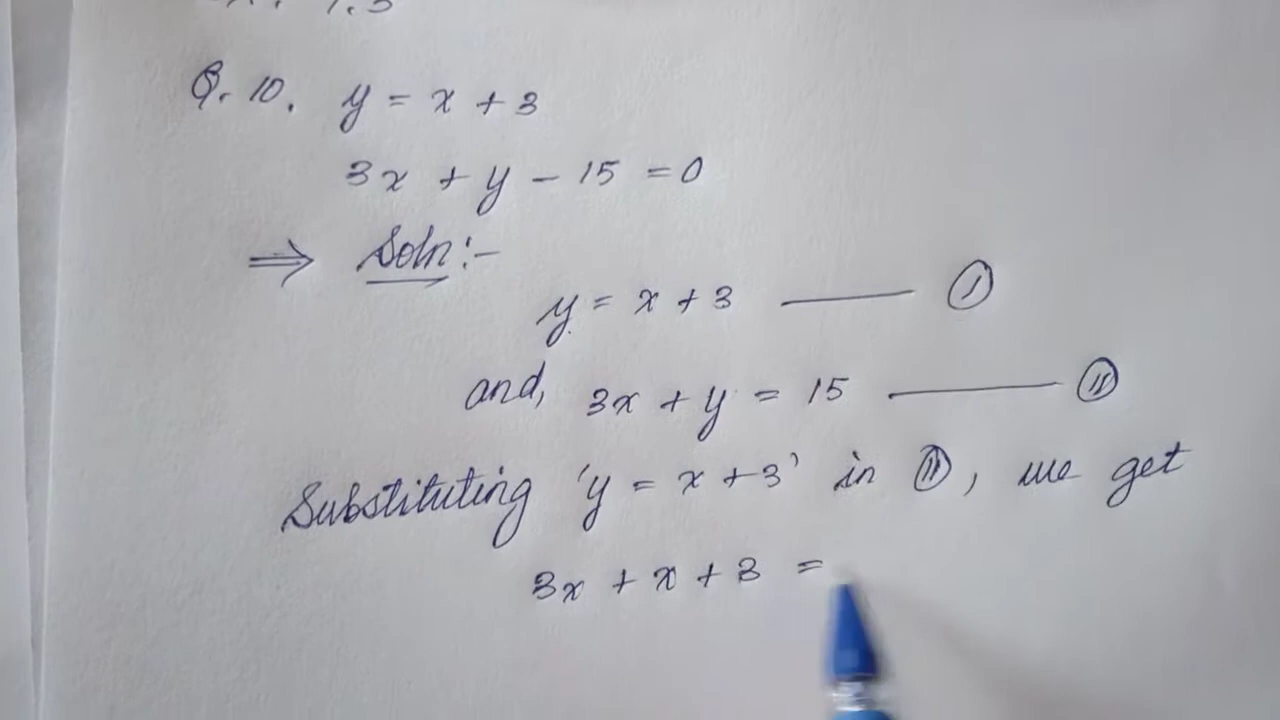 Q. 10. y = x + 3
3x + y - 15 = 0
⇒ Soln:-
y = x + 3 —— (I)
and, 3x + y = 15 —— (II)
Substituting 'y = x + 3' in (II), we get
3x + x + 3 =